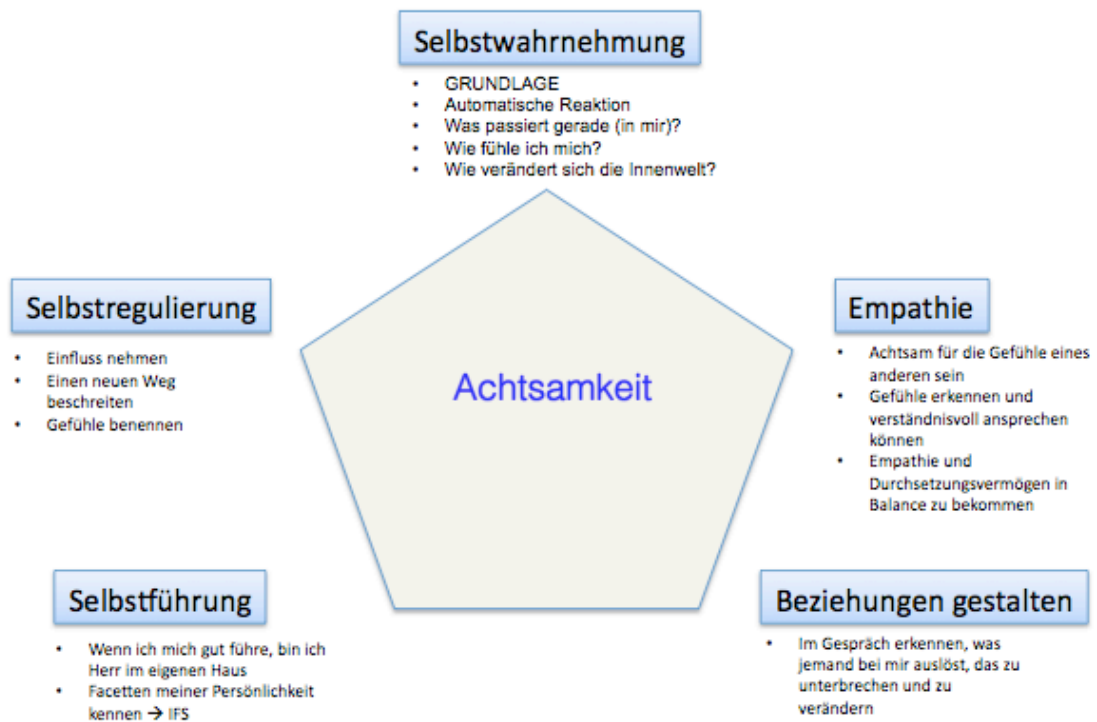 Selbstwahrnehmung
• GRUNDLAGE
• Automatische Reaktion
• Was passiert gerade (in mir)?
• Wie fühle ich mich?
• Wie verändert sich die Innenwelt?
Selbstregulierung
• Einfluss nehmen
• Einen neuen Weg
beschreiten
• Gefühle benennen
Achtsamkeit
Empathie
• Achtsam für die Gefühle eines
anderen sein
• Gefühle erkennen und
verständnisvoll ansprechen
können
• Empathie und
Durchsetzungsvermögen in
Balance zu bekommen
Selbstführung
• Wenn ich mich gut führe, bin ich
Herr im eigenen Haus
• Facetten meiner Persönlichkeit
kennen → IFS
Beziehungen gestalten
• Im Gespräch erkennen, was
jemand bei mir auslöst, das zu
unterbrechen und zu
verändern